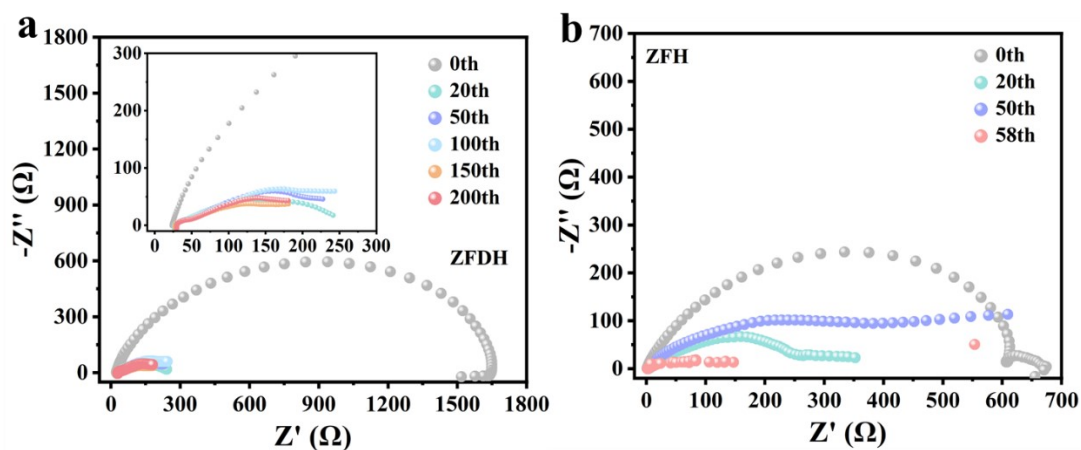 a
-Z'' (Ω)
1800
1500
1200
900
600
300
0
300
200
100
0
0 50 100 150 200 250 300
0th
20th
50th
100th
150th
200th
ZFDH
0 300 600 900 1200 1500 1800
Z' (Ω)
b
-Z'' (Ω)
700
600
500
400
300
200
100
0
ZFH
0th
20th
50th
58th
0 100 200 300 400 500 600 700
Z' (Ω)